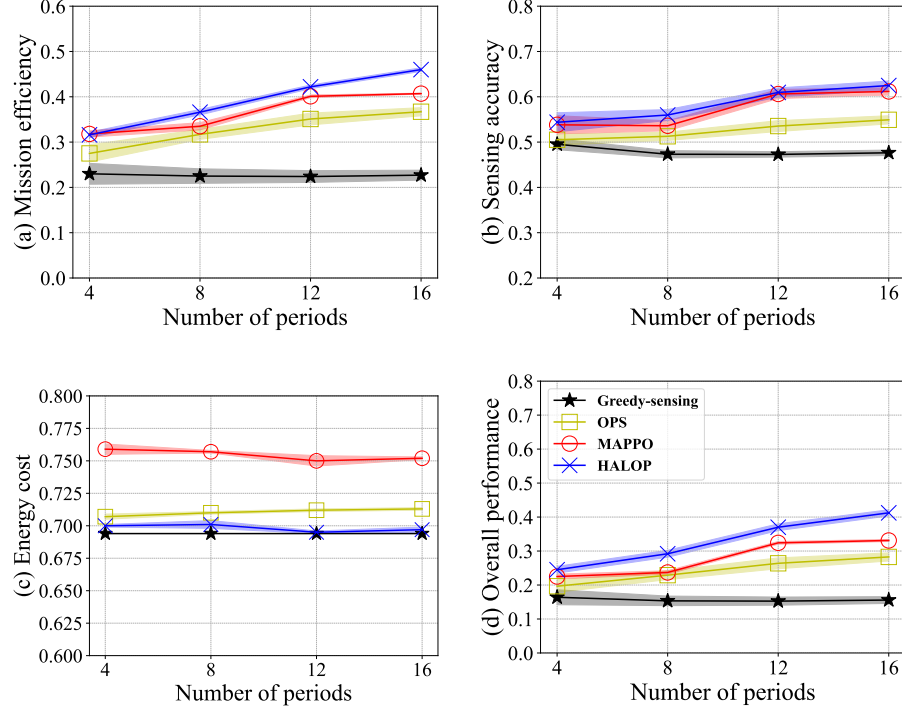 0.6
0.5
0.4
0.3
0.2
0.1
0.0
(a) Mission efficiency
4 8 12 16
Number of periods
0.8
0.7
0.6
0.5
0.4
0.3
0.2
(b) Sensing accuracy
4 8 12 16
Number of periods
0.800
0.775
0.750
0.725
0.700
0.675
0.650
0.625
0.600
(c) Energy cost
4 8 12 16
Number of periods
0.8
0.7
0.6
0.5
0.4
0.3
0.2
0.1
0.0
(d) Overall performance
Greedy-sensing
OPS
MAPPO
HALOP
4 8 12 16
Number of periods